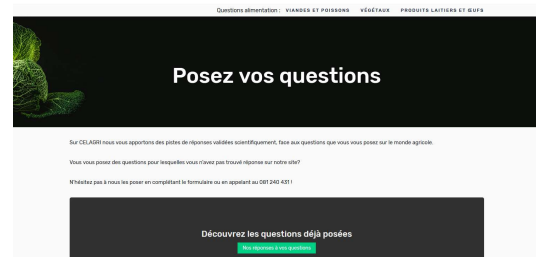 Questions alimentation : VIANDES ET POISSONS VÉGÉTAUX PRODUITS LAITIERS ET ŒUFS
Posez vos questions
Sur CELAGRI nous vous apportons des pistes de réponses validées scientifiquement, face aux questions que vous vous posez sur le monde agricole.
Vous vous posez des questions pour lesquelles vous n'avez pas trouvé réponse sur notre site?
N'hésitez pas à nous les poser en complétant le formulaire ou en appelant au 081 240 431 !
Découvrez les questions déjà posées
Nos réponses à vos questions